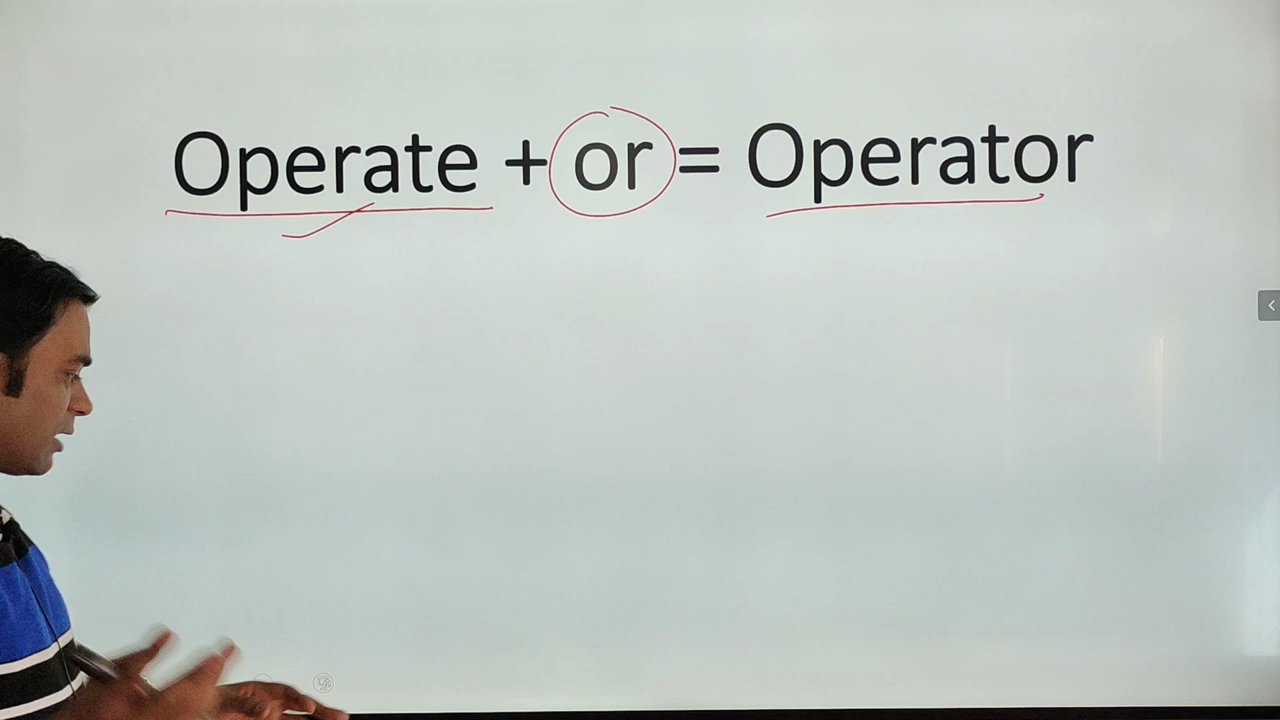 Operate + or = Operator